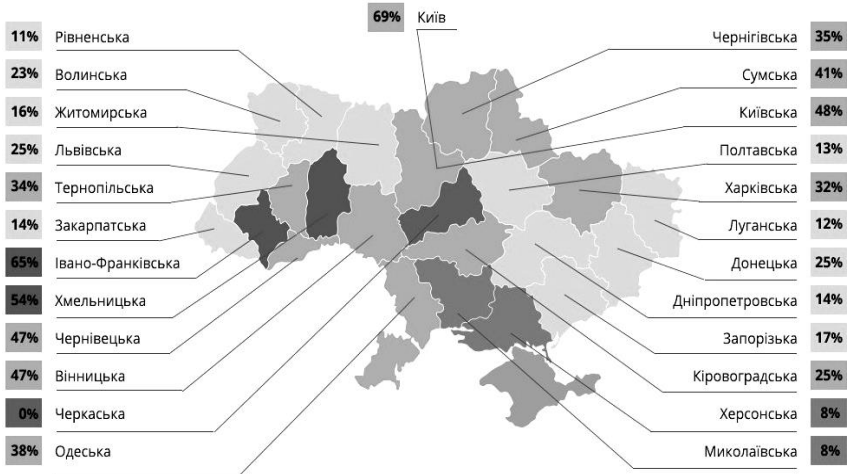 69% Київ
11% Рівненська
23% Волинська
16% Житомирська
25% Львівська
34% Тернопільська
14% Закарпатська
65% Івано-Франківська
54% Хмельницька
47% Чернівецька
47% Вінницька
0% Черкаська
38% Одеська
Чернігівська 35%
Сумська 41%
Київська 48%
Полтавська 13%
Харківська 32%
Луганська 12%
Донецька 25%
Дніпропетровська 14%
Запорізька 17%
Кіровоградська 25%
Херсонська 8%
Миколаївська 8%